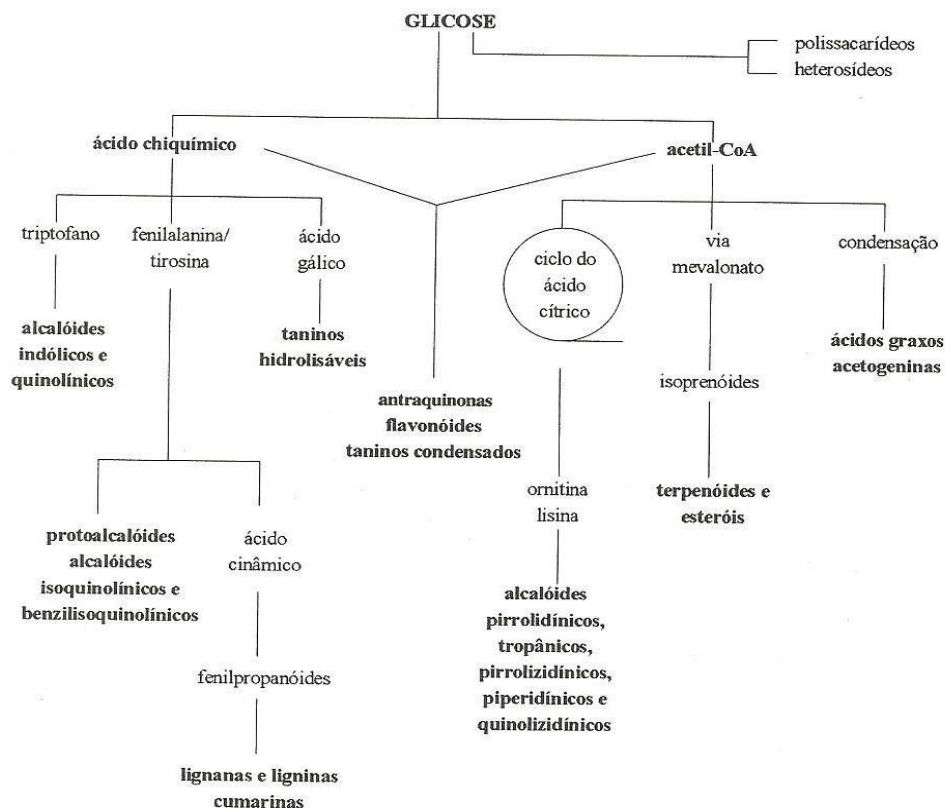 GLICOSE
polissacarídeos
heterosídeos
ácido chiquímico
acetil-CoA
triptofano
fenilalanina/
tirosina
ácido
gálico
ciclo do
ácido
cítrico
via
mevalonato
condensação
alcalóides
indólicos e
quinolínicos
taninos
hidrolisáveis
antraquinonas
flavonóides
taninos condensados
isoprenóides
ácidos graxos
acetogeninas
ornitina
lisina
terpenóides e
esteróis
protoalcalóides
alcalóides
isoquinolínicos e
benzilisoquinolínicos
ácido
cinâmico
alcalóides
pirrolidínicos,
tropânicos,
pirrolizidínicos,
piperidínicos e
quinolizidínicos
fenilpropanóides
lignanas e ligninas
cumarinas